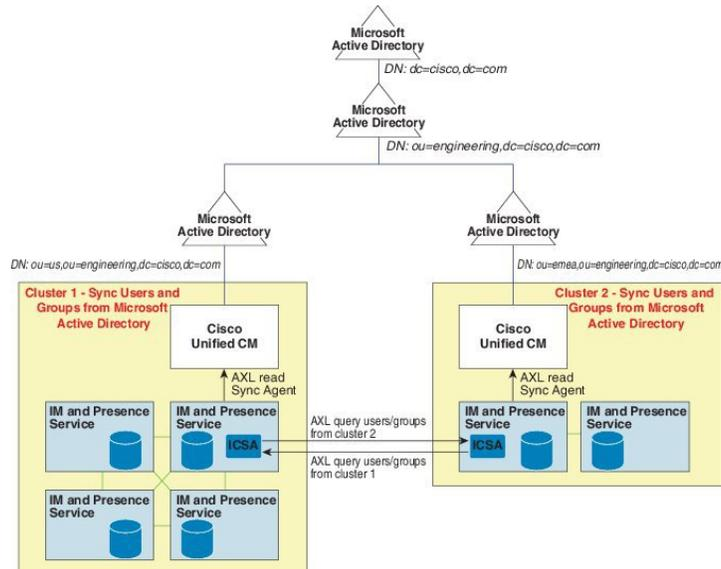 Microsoft
Active Directory
DN: dc=cisco,dc=com
Microsoft
Active Directory
DN: ou=engineering,dc=cisco,dc=com
Microsoft
Active Directory
DN: ou=us,ou=engineering,dc=cisco,dc=com
Microsoft
Active Directory
DN: ou=emea,ou=engineering,dc=cisco,dc=com
Cluster 1 - Sync Users and
Groups from Microsoft
Active Directory
Cisco
Unified CM
AXL read
Sync Agent
IM and Presence
Service
IM and Presence
Service
ICSA
IM and Presence
Service
IM and Presence
Service
AXL query users/groups
from cluster 2
AXL query users/groups
from cluster 1
Cluster 2 - Sync Users and
Groups from Microsoft
Active Directory
Cisco
Unified CM
AXL read
Sync Agent
IM and Presence
Service
ICSA
IM and Presence
Service